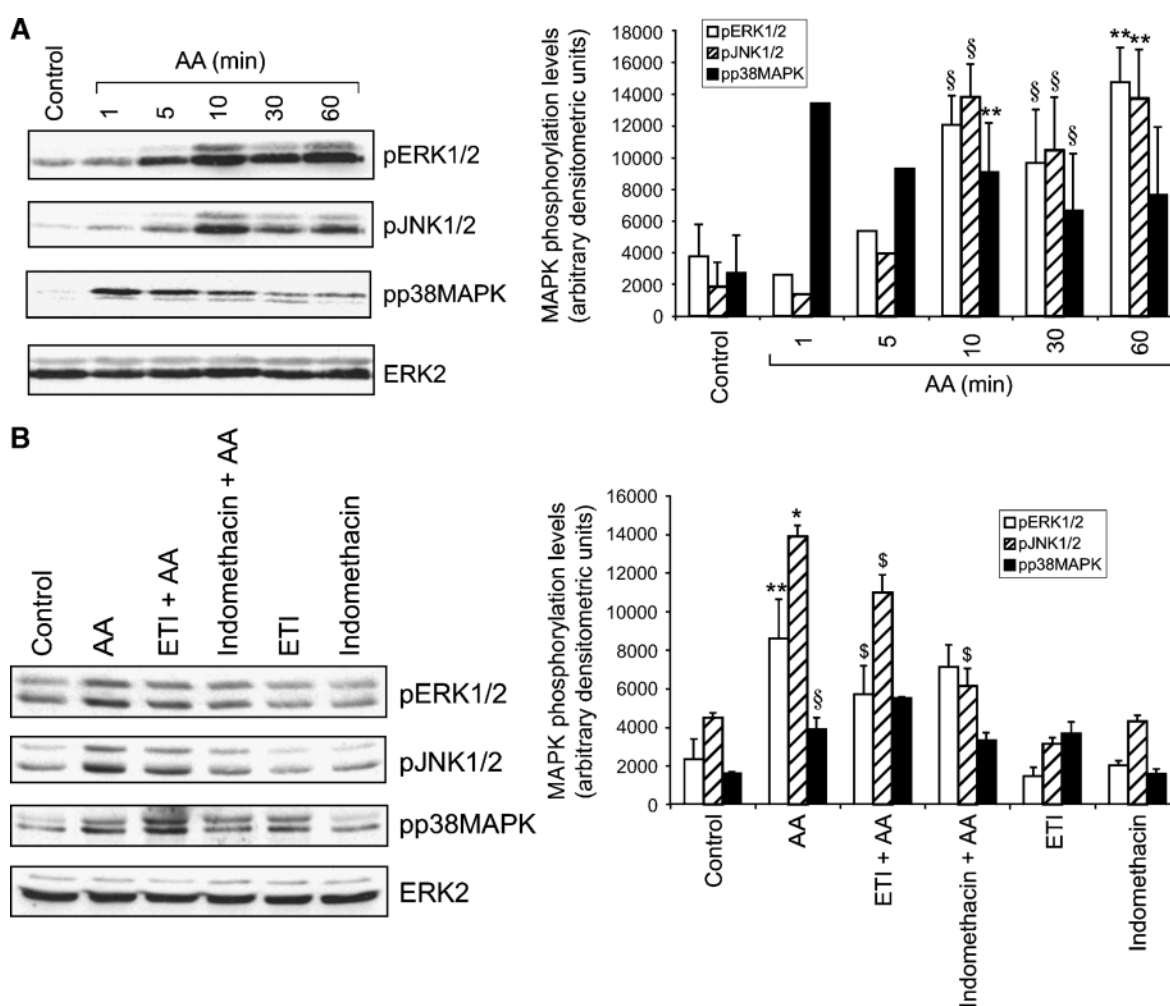 A
AA (min)
Control
1
5
10
30
60
pERK1/2
pJNK1/2
pp38MAPK
ERK2
MAPK phosphorylation levels
(arbitrary densitometric units)
18000
16000
14000
12000
10000
8000
6000
4000
2000
0
pERK1/2
pJNK1/2
pp38MAPK
§
§
**
§
§
§
**
**
Control
1
5
10
30
60
AA (min)
B
Control
AA
ETI + AA
Indomethacin + AA
ETI
Indomethacin
pERK1/2
pJNK1/2
pp38MAPK
ERK2
MAPK phosphorylation levels
(arbitrary densitometric units)
16000
14000
12000
10000
8000
6000
4000
2000
0
pERK1/2
pJNK1/2
pp38MAPK
**
*
§
$
$
$
Control
AA
ETI + AA
Indomethacin + AA
ETI
Indomethacin